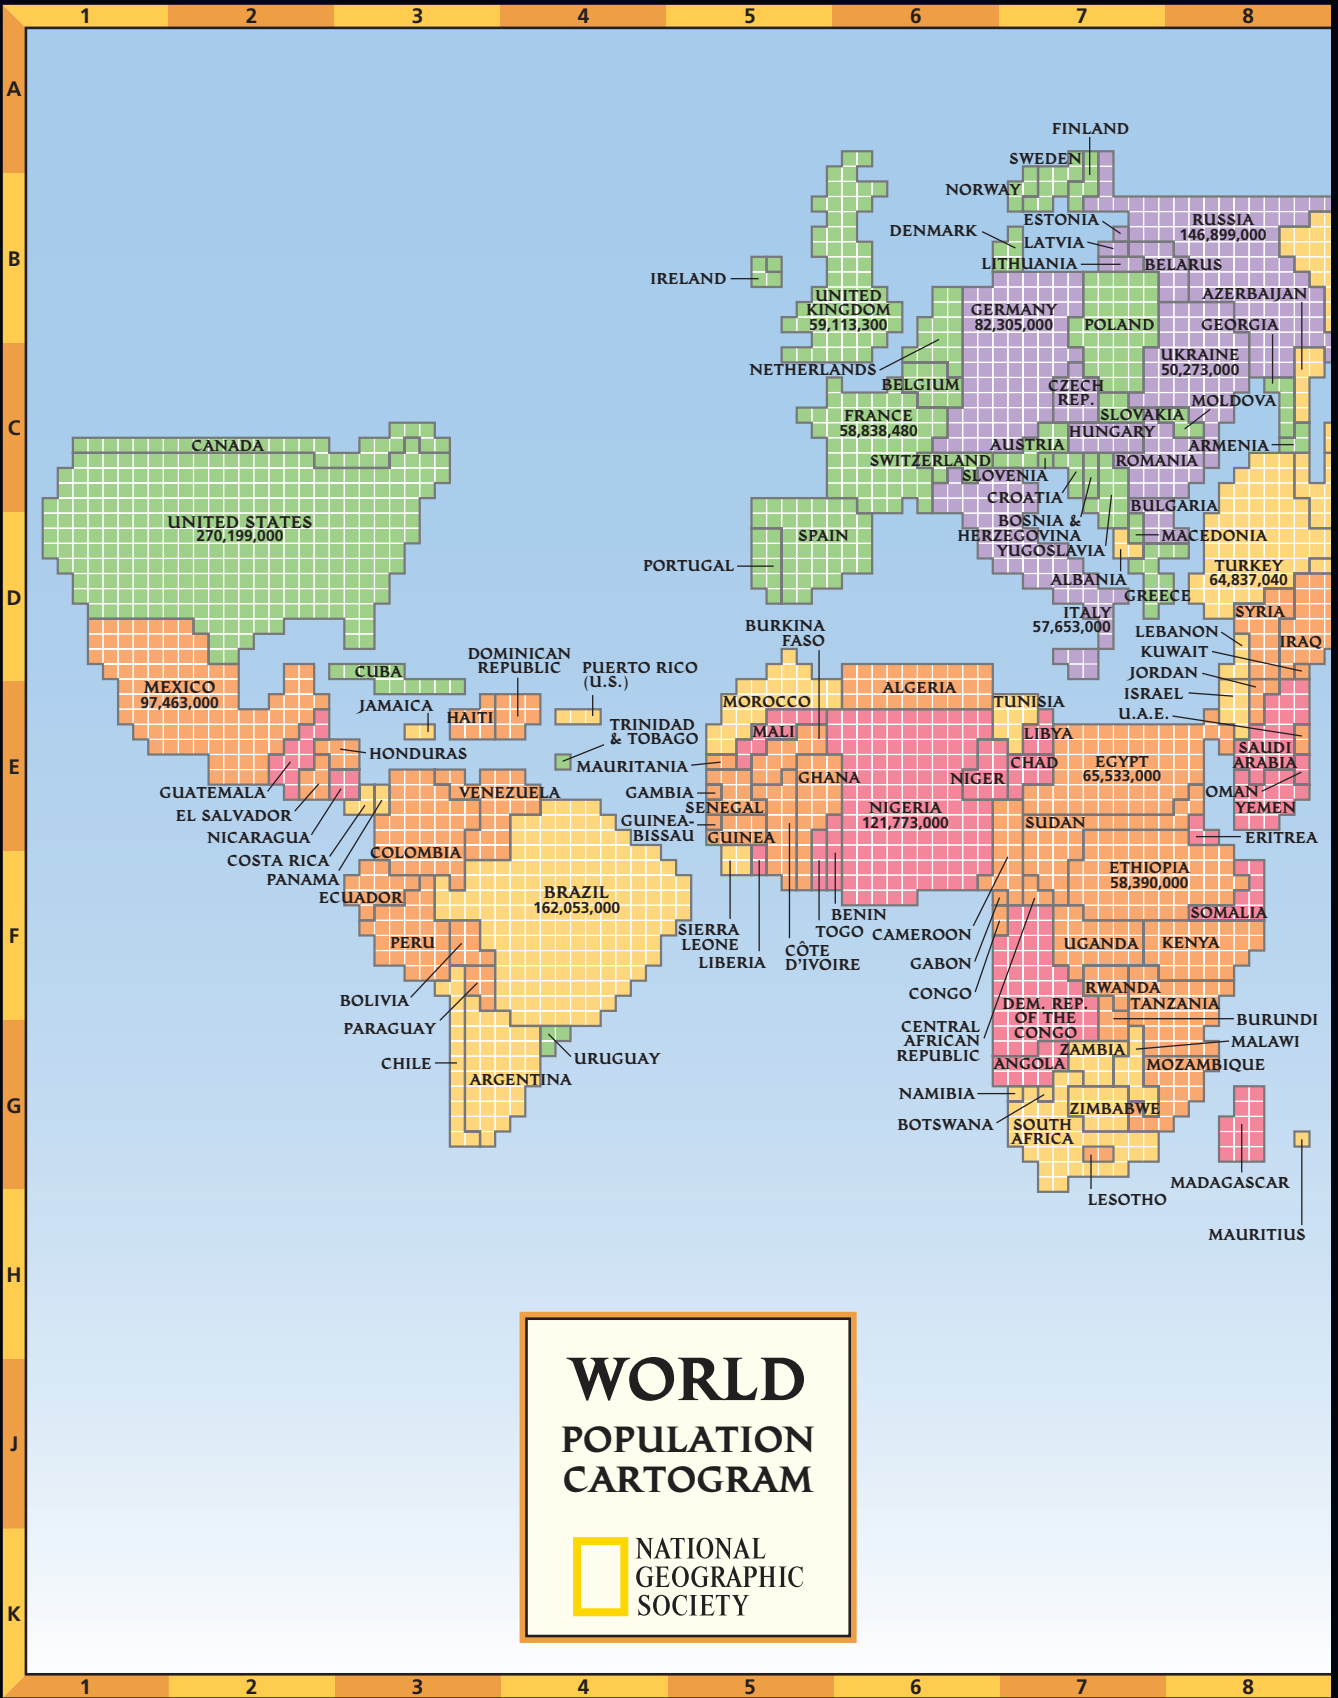 1 2 3 4 5 6 7 8
A
B
C
D
E
F
G
H
J
K
FINLAND
SWEDEN
NORWAY
ESTONIA
RUSSIA
146,899,000
DENMARK
LATVIA
LITHUANIA
BELARUS
IRELAND
UNITED
KINGDOM
59,113,300
GERMANY
82,305,000
POLAND
AZERBAIJAN
GEORGIA
UKRAINE
50,273,000
NETHERLANDS
BELGIUM
CZECH
REP.
MOLDOVA
FRANCE
58,838,480
SLOVAKIA
HUNGARY
AUSTRIA
ARMENIA
SWITZERLAND
SLOVENIA
ROMANIA
CROATIA
BULGARIA
BOSNIA &
HERZEGOVINA
YUGOSLAVIA
MACEDONIA
SPAIN
PORTUGAL
ALBANIA
GREECE
TURKEY
64,837,040
ITALY
57,653,000
SYRIA
LEBANON
IRAQ
KUWAIT
JORDAN
ISRAEL
U.A.E.
CANADA
UNITED STATES
270,199,000
MEXICO
97,463,000
CUBA
JAMAICA
HAITI
DOMINICAN
REPUBLIC
PUERTO RICO
(U.S.)
TRINIDAD
& TOBAGO
HONDURAS
GUATEMALA
EL SALVADOR
NICARAGUA
COSTA RICA
PANAMA
VENEZUELA
COLOMBIA
ECUADOR
BRAZIL
162,053,000
PERU
BOLIVIA
PARAGUAY
CHILE
ARGENTINA
URUGUAY
BURKINA
FASO
MOROCCO
ALGERIA
TUNISIA
LIBYA
MALI
MAURITANIA
GHANA
NIGER
CHAD
EGYPT
65,533,000
SAUDI
ARABIA
OMAN
YEMEN
GAMBIA
SENEGAL
GUINEA-
BISSAU
GUINEA
NIGERIA
121,773,000
SUDAN
ERITREA
ETHIOPIA
58,390,000
SOMALIA
SIERRA
LEONE
LIBERIA
CÔTE
D'IVOIRE
TOGO
BENIN
CAMEROON
GABON
CONGO
CENTRAL
AFRICAN
REPUBLIC
UGANDA
KENYA
RWANDA
TANZANIA
DEM. REP.
OF THE
CONGO
BURUNDI
MALAWI
ZAMBIA
ANGOLA
MOZAMBIQUE
NAMIBIA
BOTSWANA
ZIMBABWE
SOUTH
AFRICA
LESOTHO
MADAGASCAR
MAURITIUS
WORLD
POPULATION
CARTOGRAM
NATIONAL
GEOGRAPHIC
SOCIETY
1 2 3 4 5 6 7 8